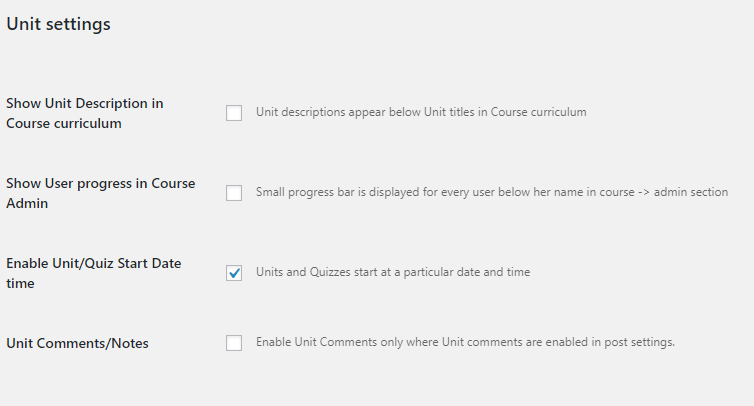 Unit settings
Show Unit Description in
Course curriculum
Unit descriptions appear below Unit titles in Course curriculum
Show User progress in Course
Admin
Small progress bar is displayed for every user below her name in course -> admin section
Enable Unit/Quiz Start Date
time
Units and Quizzes start at a particular date and time
Unit Comments/Notes
Enable Unit Comments only where Unit comments are enabled in post settings.